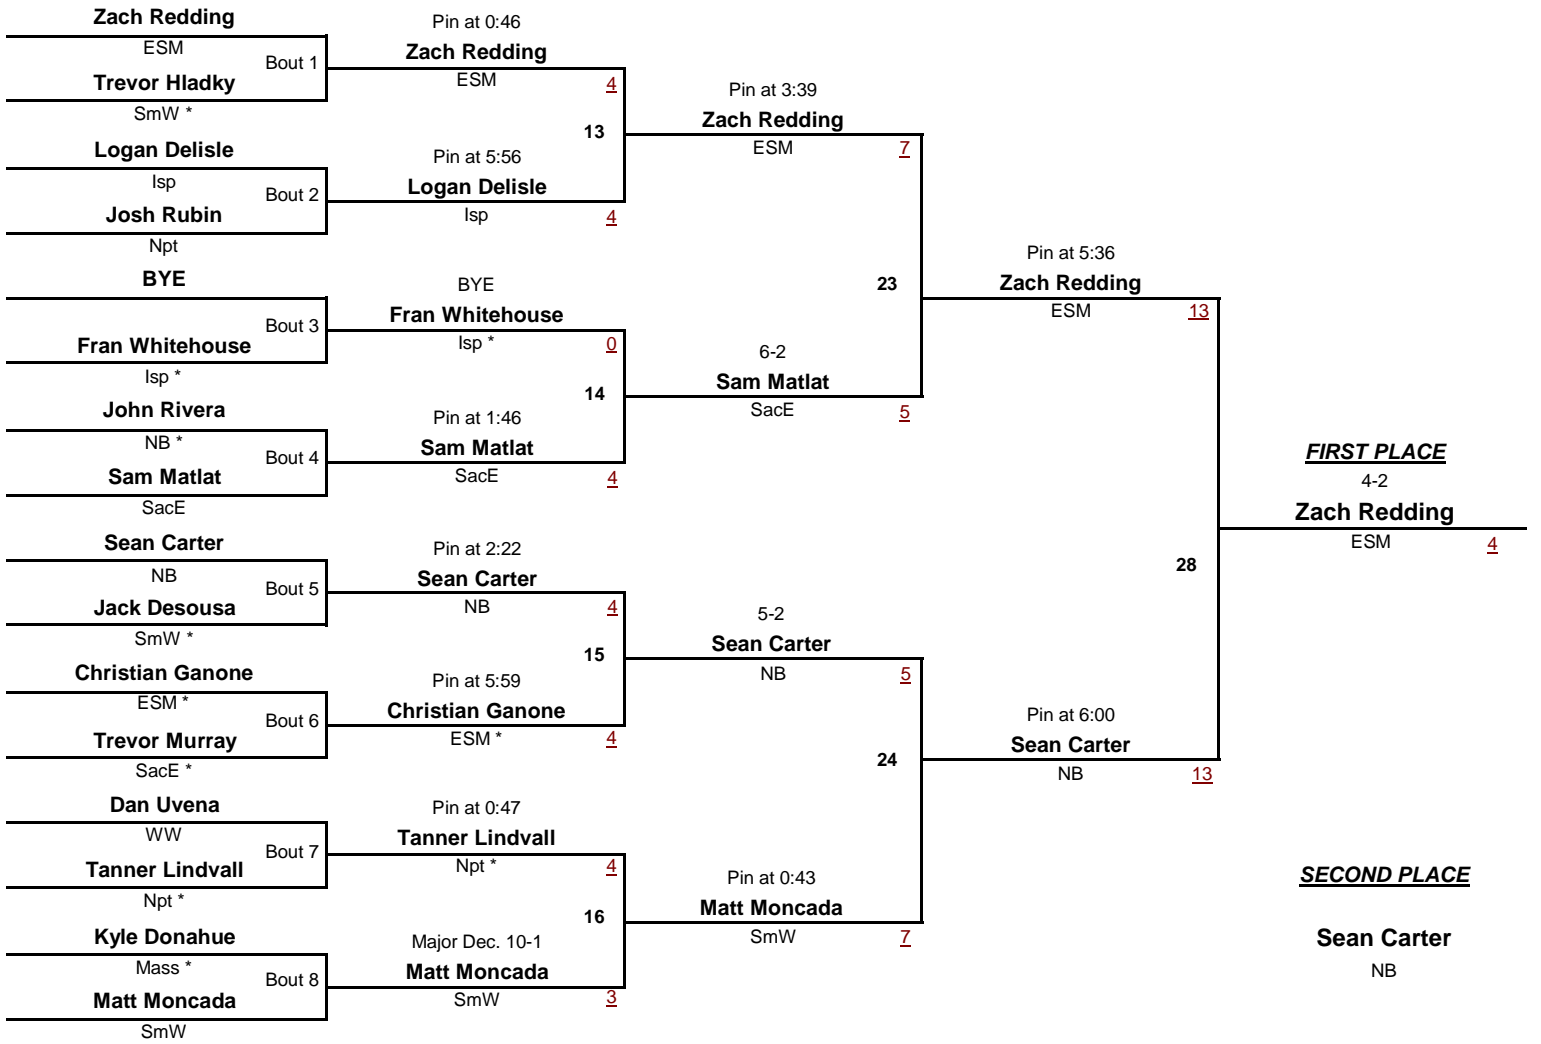 Zach Redding
ESM
Bout 1
Trevor Hladky
SmW *
Logan Delisle
Isp
Bout 2
Josh Rubin
Npt
BYE
Bout 3
Fran Whitehouse
Isp *
John Rivera
NB *
Bout 4
Sam Matlat
SacE
Sean Carter
NB
Bout 5
Jack Desousa
SmW *
Christian Ganone
ESM *
Bout 6
Trevor Murray
SacE *
Dan Uvena
WW
Bout 7
Tanner Lindvall
Npt *
Kyle Donahue
Mass *
Bout 8
Matt Moncada
SmW
Pin at 0:46
Zach Redding
ESM 4
13
Pin at 5:56
Logan Delisle
Isp 4
BYE
Fran Whitehouse
Isp * 0
14
Pin at 1:46
Sam Matlat
SacE 4
Pin at 2:22
Sean Carter
NB 4
15
Pin at 5:59
Christian Ganone
ESM * 4
Pin at 0:47
Tanner Lindvall
Npt * 4
16
Major Dec. 10-1
Matt Moncada
SmW 3
Pin at 3:39
Zach Redding
ESM 7
23
6-2
Sam Matlat
SacE 5
5-2
Sean Carter
NB 5
24
Pin at 0:43
Matt Moncada
SmW 7
Pin at 5:36
Zach Redding
ESM 13
28
Pin at 6:00
Sean Carter
NB 13
FIRST PLACE
4-2
Zach Redding
ESM 4
SECOND PLACE
Sean Carter
NB